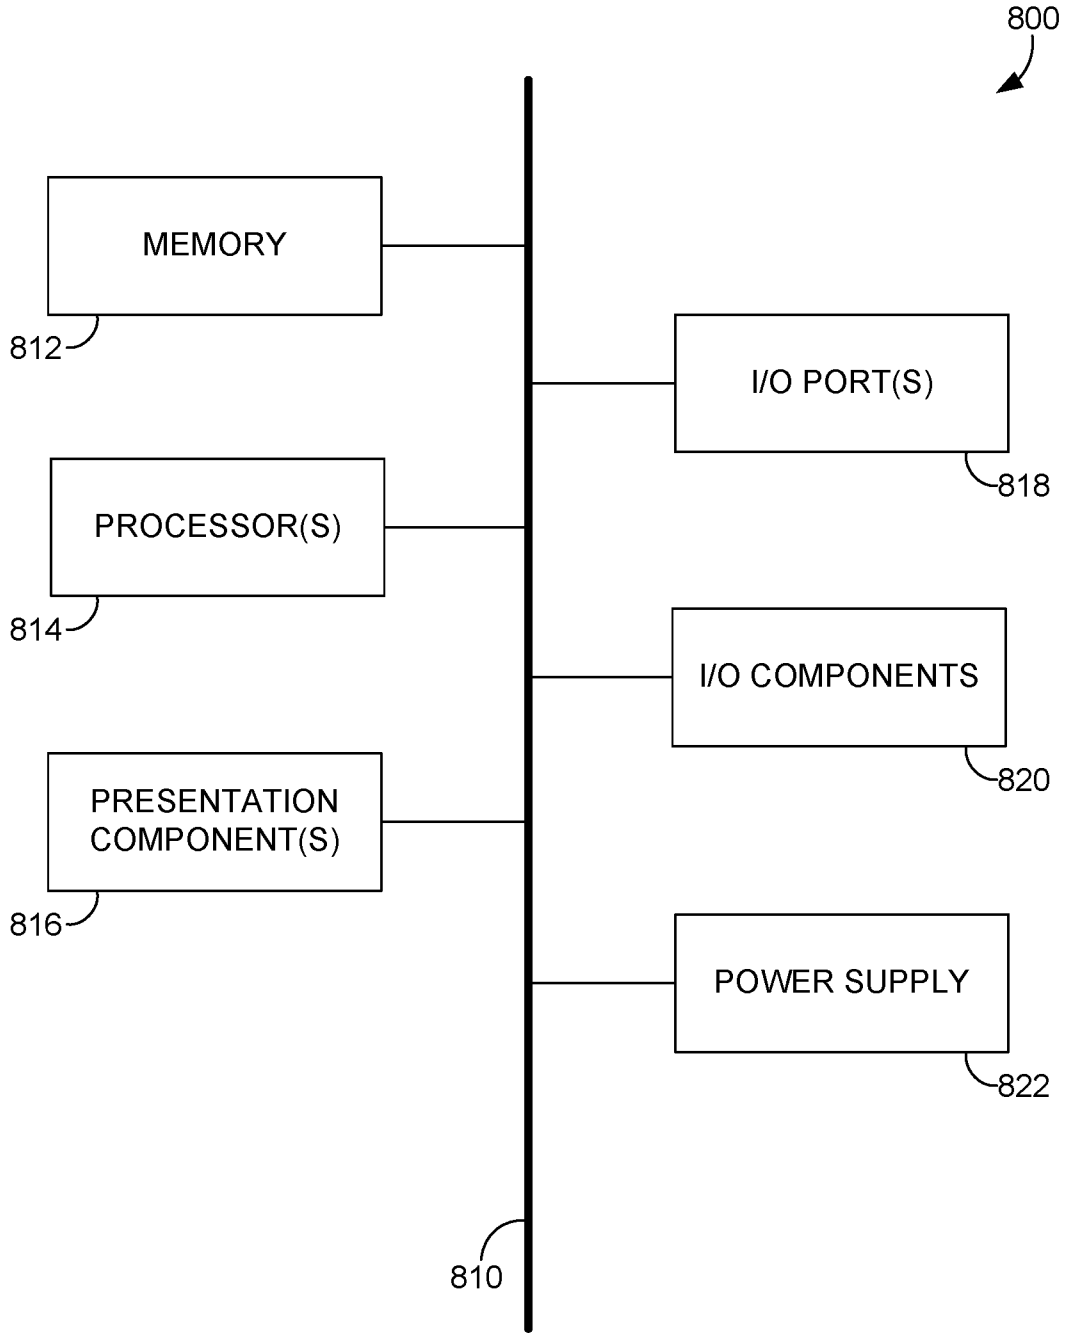 800
MEMORY
812
I/O PORT(S)
818
PROCESSOR(S)
814
I/O COMPONENTS
820
PRESENTATION
COMPONENT(S)
816
POWER SUPPLY
822
810